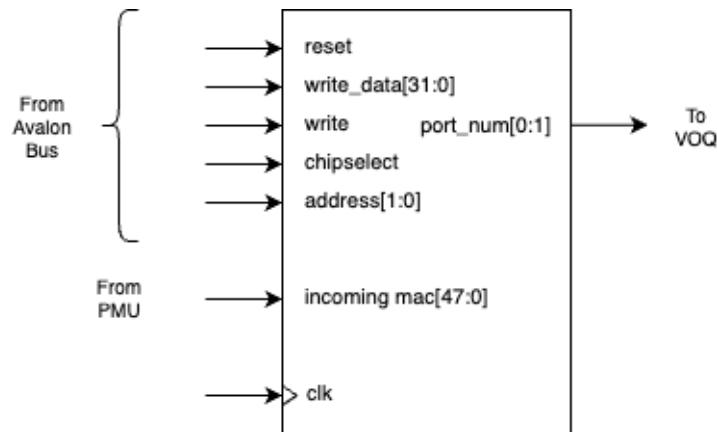 From
Avalon
Bus
reset
write_data[31:0]
write
port_num[0:1]
chipselect
address[1:0]
To
VOQ
From
PMU
incoming mac[47:0]
clk